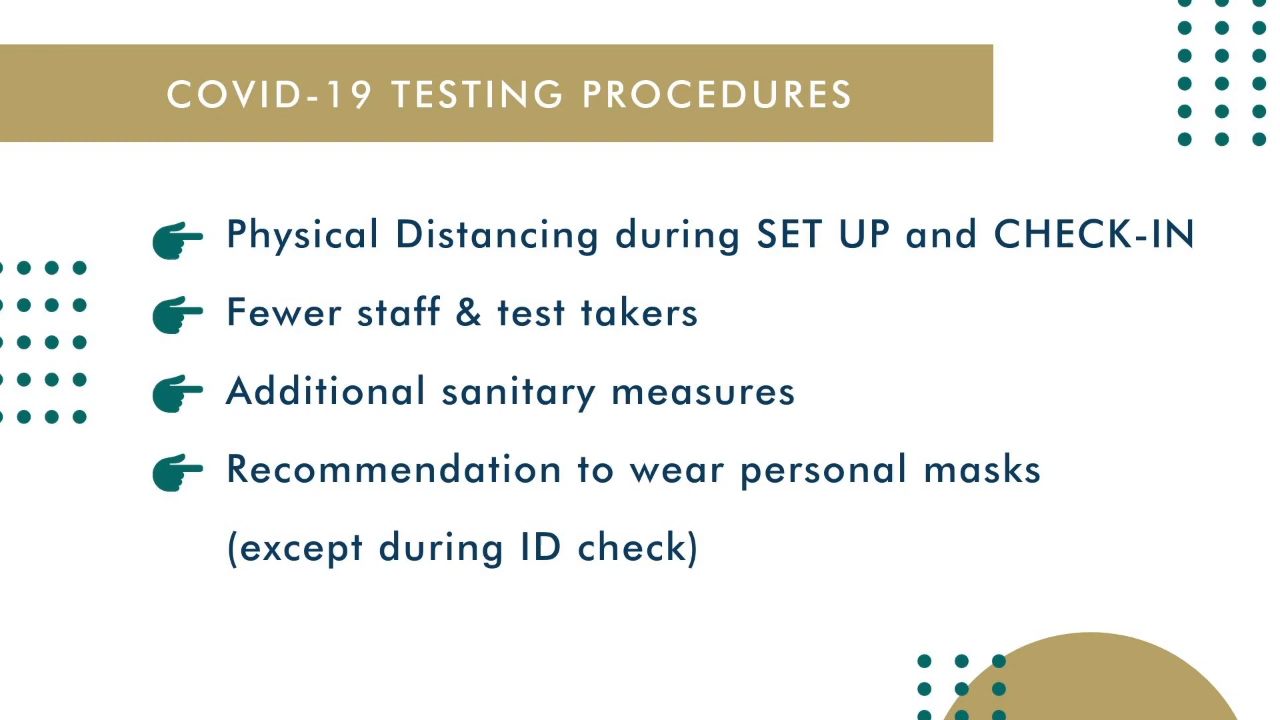 COVID-19 TESTING PROCEDURES
Physical Distancing during SET UP and CHECK-IN
Fewer staff & test takers
Additional sanitary measures
Recommendation to wear personal masks
(except during ID check)